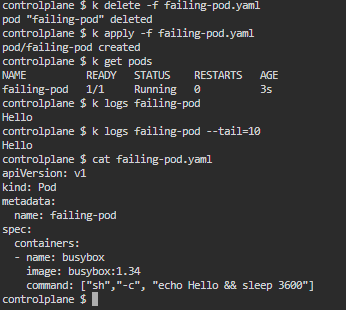 controlplane $ k delete -f failing-pod.yaml
pod "failing-pod" deleted
controlplane $ k apply -f failing-pod.yaml
pod/failing-pod created
controlplane $ k get pods
NAME          READY   STATUS    RESTARTS   AGE
failing-pod   1/1     Running   0          3s
controlplane $ k logs failing-pod
Hello
controlplane $ k logs failing-pod --tail=10
Hello
controlplane $ cat failing-pod.yaml
apiVersion: v1
kind: Pod
metadata:
  name: failing-pod
spec:
  containers:
  - name: busybox
    image: busybox:1.34
    command: ["sh","-c", "echo Hello && sleep 3600"]
controlplane $